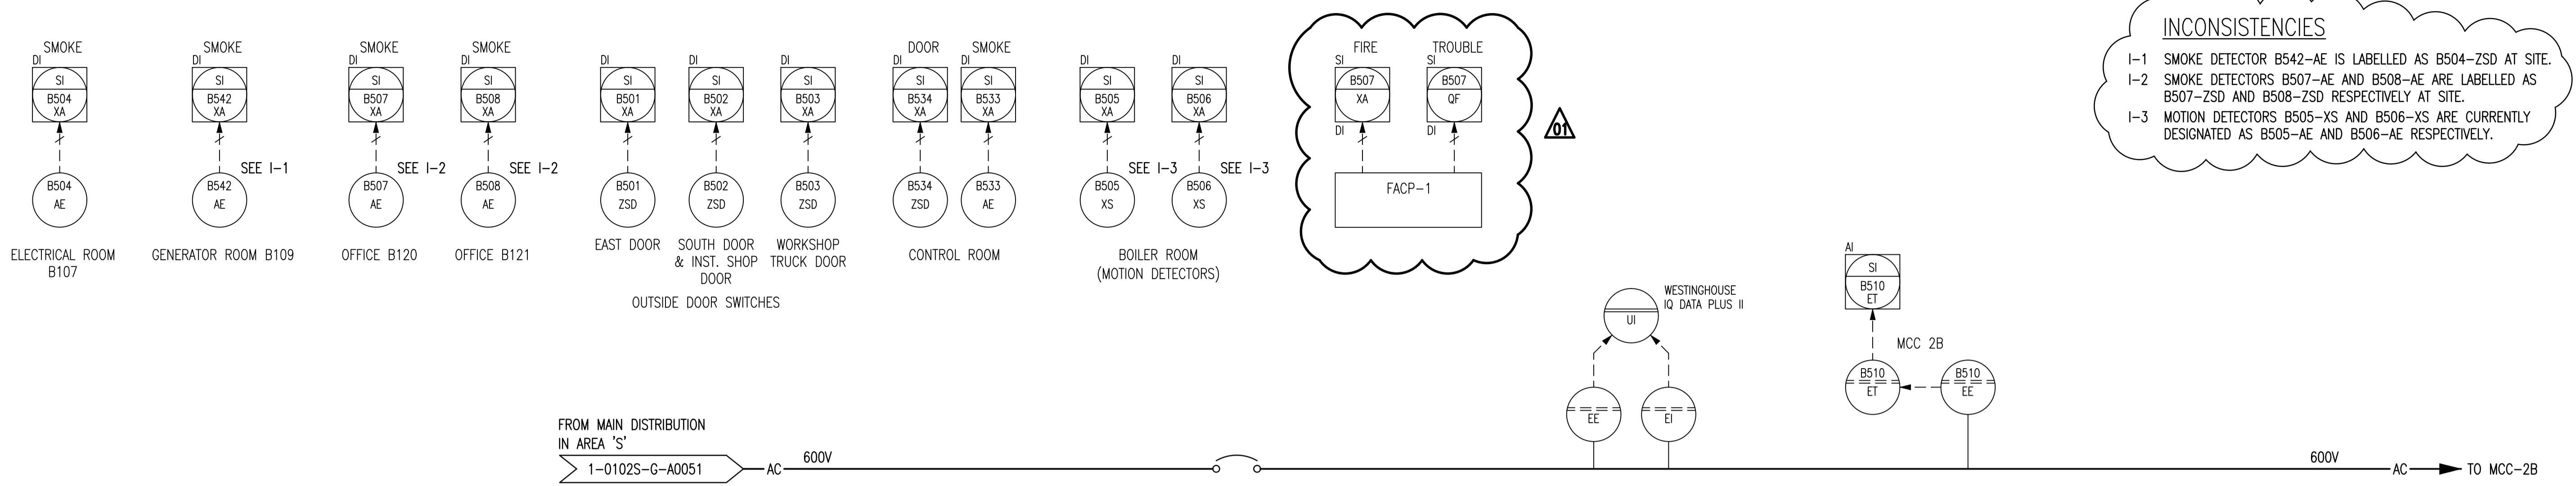 SMOKE
DI
SI
B504
XA
B504
AE
ELECTRICAL ROOM
B107
SMOKE
DI
SI
B542
XA
SEE I-1
B542
AE
GENERATOR ROOM B109
SMOKE
DI
SI
B507
XA
SEE I-2
B507
AE
OFFICE B120
SMOKE
DI
SI
B508
XA
SEE I-2
B508
AE
OFFICE B121
DI
SI
B501
XA
B501
ZSD
EAST DOOR
DI
SI
B502
XA
B502
ZSD
SOUTH DOOR
& INST. SHOP
DOOR
DI
SI
B503
XA
B503
ZSD
WORKSHOP
TRUCK DOOR
OUTSIDE DOOR SWITCHES
DOOR
DI
SI
B534
XA
B534
ZSD
SMOKE
SI
B533
XA
B533
AE
CONTROL ROOM
DI
SI
B505
XA
SEE I-3
B505
XS
DI
SI
B506
XA
SEE I-3
B506
XS
BOILER ROOM
(MOTION DETECTORS)
FIRE
SI
B507
XA
DI
TROUBLE
SI
B507
QF
DI
FACP-1
01
INCONSISTENCIES
I-1 SMOKE DETECTOR B542-AE IS LABELLED AS B504-ZSD AT SITE.
I-2 SMOKE DETECTORS B507-AE AND B508-AE ARE LABELLED AS
B507-ZSD AND B508-ZSD RESPECTIVELY AT SITE.
I-3 MOTION DETECTORS B505-XS AND B506-XS ARE CURRENTLY
DESIGNATED AS B505-AE AND B506-AE RESPECTIVELY.
WESTINGHOUSE
IQ DATA PLUS II
UI
EE
EI
AI
SI
B510
ET
MCC 2B
B510
ET
B510
EE
FROM MAIN DISTRIBUTION
IN AREA 'S'
1-0102S-G-A0051
AC
600V
600V
AC
TO MCC-2B